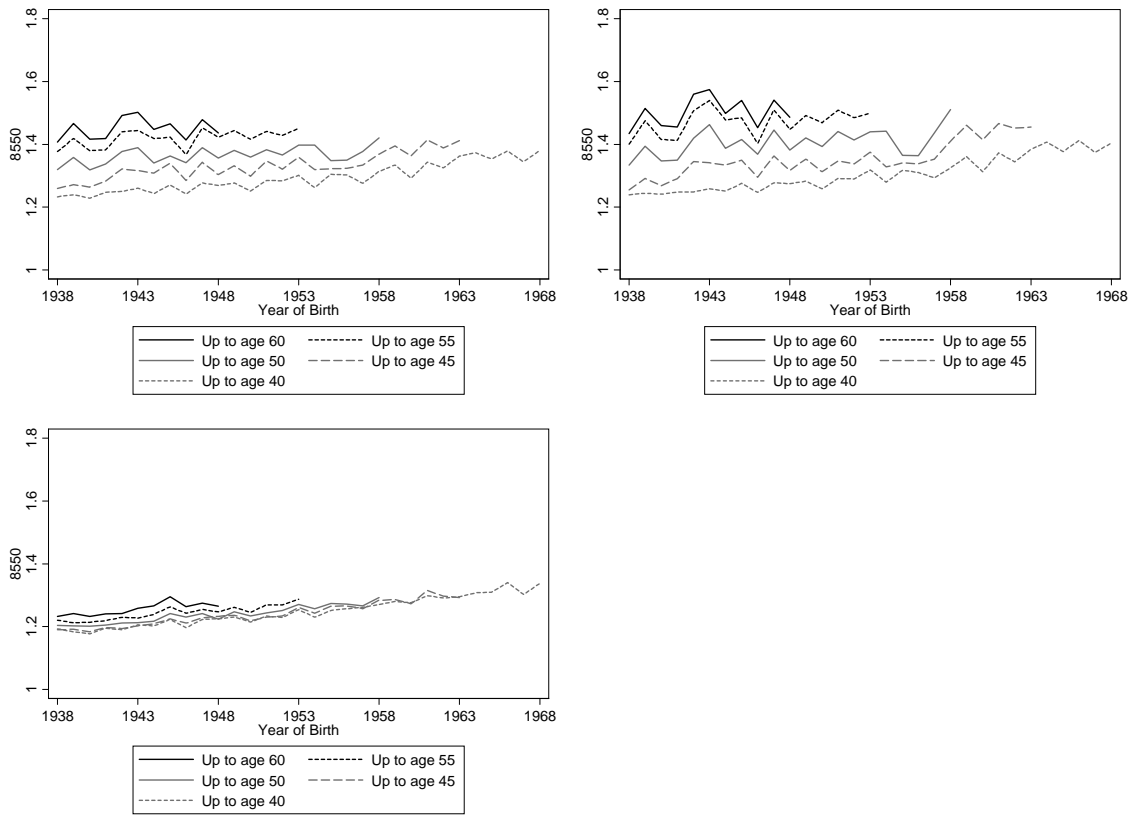 8550
1 1.2 1.4 1.6 1.8
1938 1943 1948 1953 1958 1963 1968
Year of Birth
Up to age 60 Up to age 55
Up to age 50 Up to age 45
Up to age 40
8550
1 1.2 1.4 1.6 1.8
1938 1943 1948 1953 1958 1963 1968
Year of Birth
Up to age 60 Up to age 55
Up to age 50 Up to age 45
Up to age 40
8550
1 1.2 1.4 1.6 1.8
1938 1943 1948 1953 1958 1963 1968
Year of Birth
Up to age 60 Up to age 55
Up to age 50 Up to age 45
Up to age 40